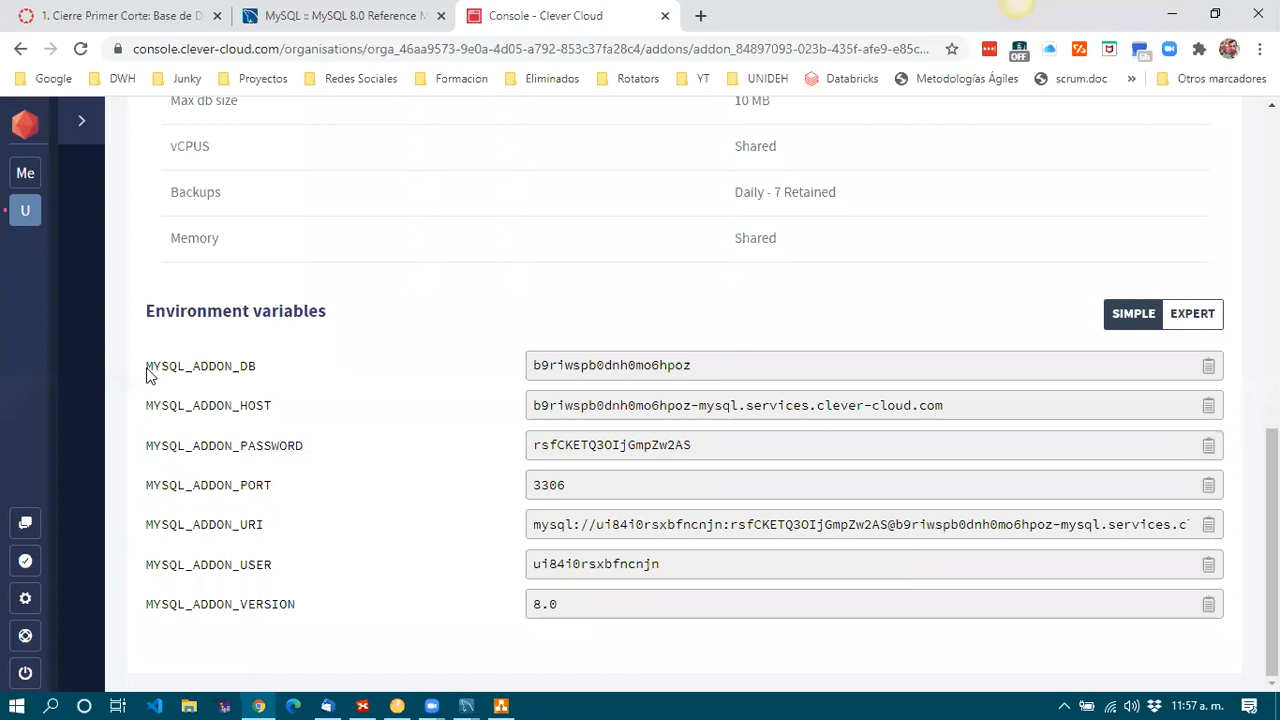 1. Cierre Primer Corte: Base de D
MySQL :: MySQL 8.0 Reference M
Console - Clever Cloud
console.clever-cloud.com/organisations/orga_46aa9573-9f0a-4d05-a792-853c37fa28c4/addons/addon_84897093-023b-435f-afe9-e85c...
OFF
6h
Google
DWH
Junky
Proyectos
Redes Sociales
Formacion
Eliminados
Rotators
YT
UNIDEH
Databricks
Metodologías Ágiles
scrum.doc
»
Otros marcadores
Me
U
Max db size 10 MB
vCPUS Shared
Backups Daily - 7 Retained
Memory Shared
Environment variables
SIMPLE EXPERT
MYSQL_ADDON_DB b9riwspb0dnh0mo6hpoz
MYSQL_ADDON_HOST b9riwspb0dnh0mo6hpoz-mysql.services.clever-cloud.com
MYSQL_ADDON_PASSWORD rsfCKETQ3OIjGmpZw2AS
MYSQL_ADDON_PORT 3306
MYSQL_ADDON_URI mysql://ui84i0rsxbfncnjn:rsfCKETQ3OIjGmpZw2AS@b9riwspb0dnh0mo6hpoz-mysql.services.c
MYSQL_ADDON_USER ui84i0rsxbfncnjn
MYSQL_ADDON_VERSION 8.0
11:57 a. m.